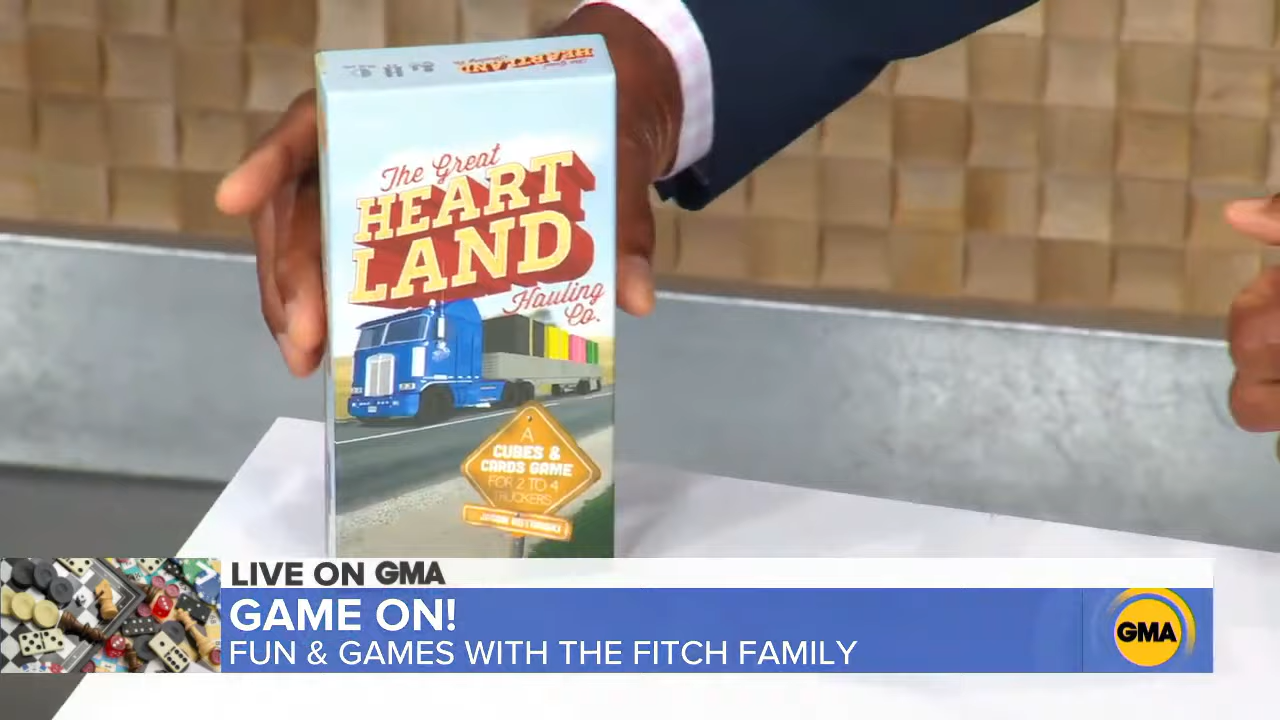 HEARTLAND
The Great
HEART
LAND
Hauling
Co.
A
CUBES &
CARDS GAME
FOR 2 TO 4
TRUCKERS
LIVE ON GMA
GAME ON!
FUN & GAMES WITH THE FITCH FAMILY
GMA